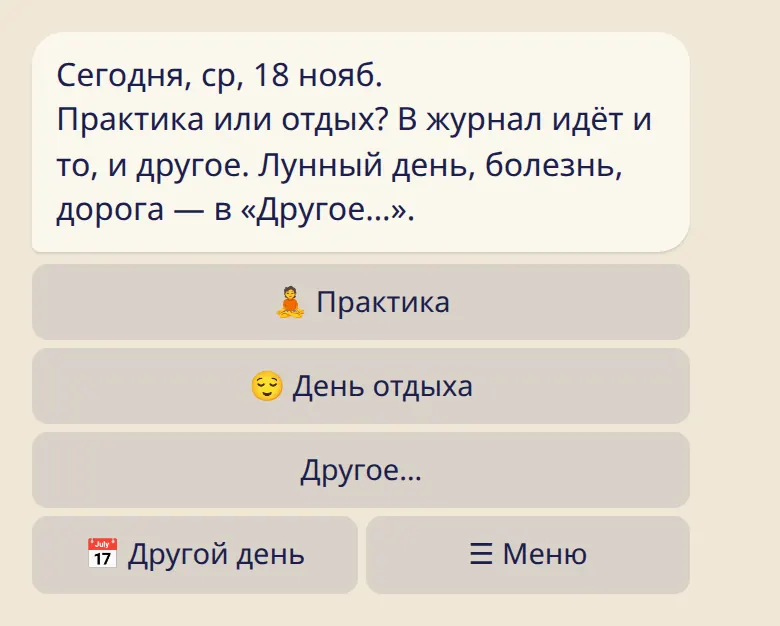 Сегодня, ср, 18 нояб.
Практика или отдых? В журнал идёт и
то, и другое. Лунный день, болезнь,
дорога — в «Другое...».
🧘 Практика
😌 День отдыха
Другое...
📅 Другой день
☰ Меню